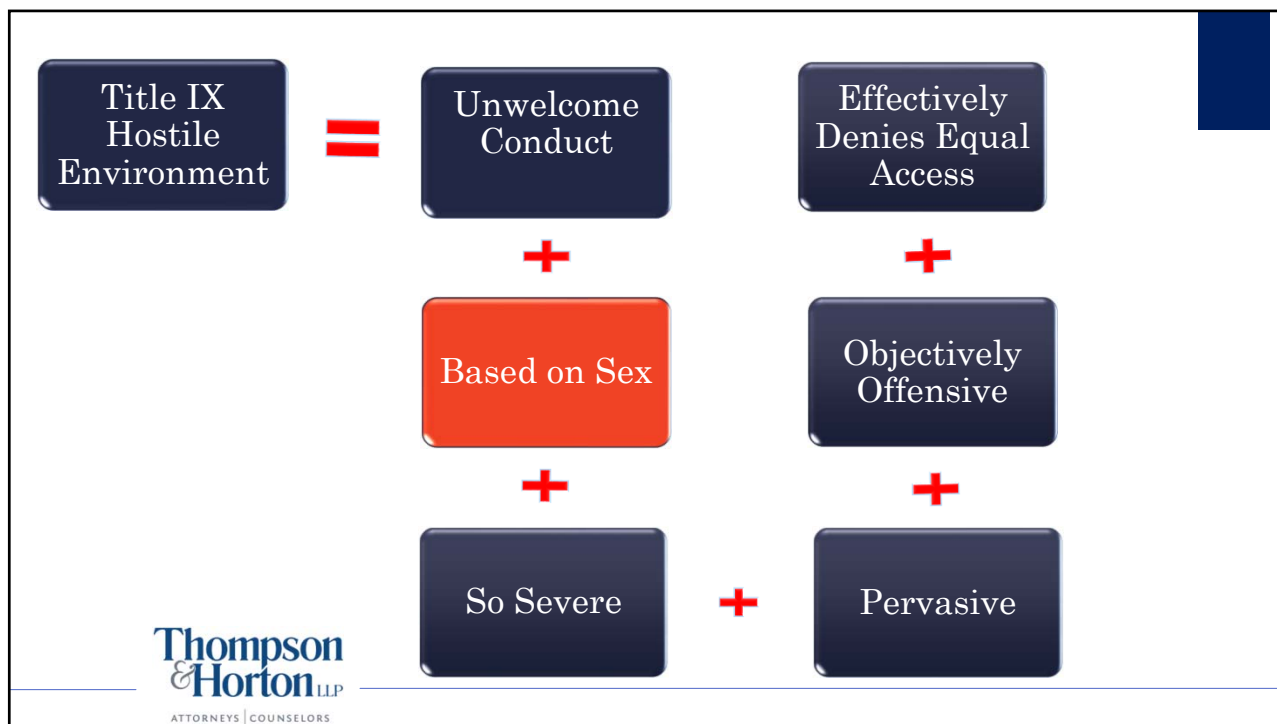 Title IX
Hostile
Environment
=
Unwelcome
Conduct
+
Based on Sex
+
So Severe
+
Pervasive
+
Objectively
Offensive
+
Effectively
Denies Equal
Access
Thompson
&Horton LLP
ATTORNEYS | COUNSELORS